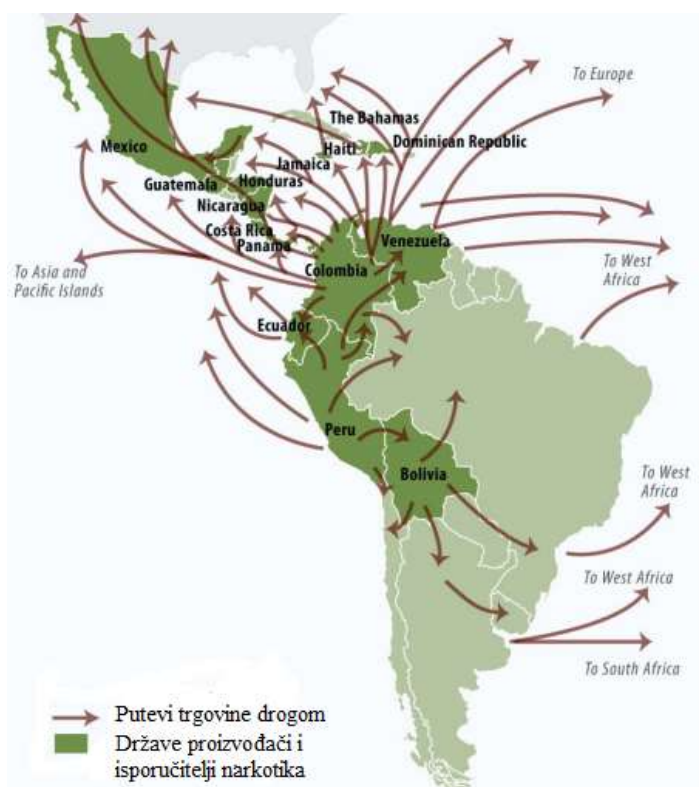 To Europe
The Bahamas
Haiti
Dominican Republic
Mexico
Jamaica
Guatemala
Honduras
Nicaragua
Costa Rica
Panama
Venezuela
Colombia
To Asia and
Pacific Islands
To West
Africa
Ecuador
Peru
Bolivia
To West
Africa
To West Africa
To South Africa
Putevi trgovine drogom
Države proizvođači i
isporučitelji narkotika